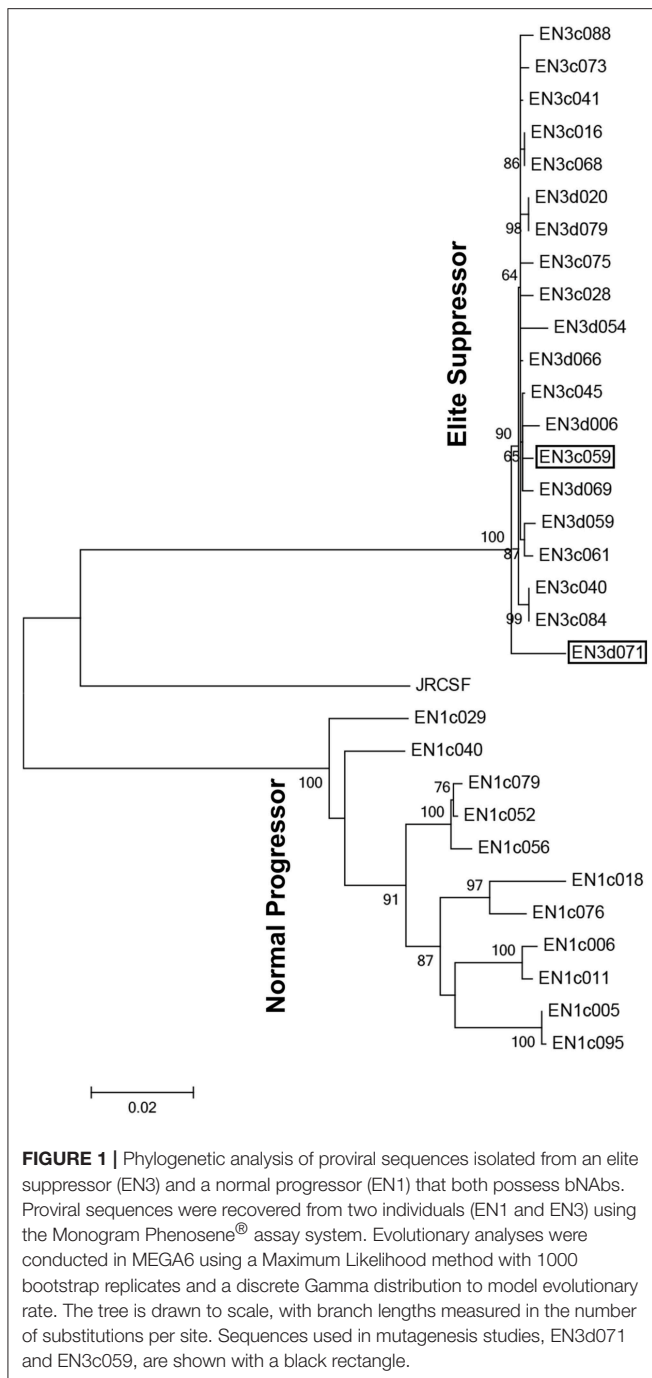 EN3c088
EN3c073
EN3c041
EN3c016
86
EN3c068
EN3d020
98
EN3d079
EN3c075
64
EN3c028
EN3d054
EN3d066
EN3c045
EN3d006
90
65
EN3c059
EN3d069
EN3d059
100
87
EN3c061
EN3c040
99
EN3c084
EN3d071
Elite Suppressor
JRCSF
EN1c029
100
EN1c040
76
EN1c079
100
EN1c052
EN1c056
EN1c018
97
91
EN1c076
EN1c006
100
87
EN1c011
EN1c005
100
EN1c095
Normal Progressor
0.02
FIGURE 1 | Phylogenetic analysis of proviral sequences isolated from an elite
suppressor (EN3) and a normal progressor (EN1) that both possess bNAbs.
Proviral sequences were recovered from two individuals (EN1 and EN3) using
the Monogram Phenosene® assay system. Evolutionary analyses were
conducted in MEGA6 using a Maximum Likelihood method with 1000
bootstrap replicates and a discrete Gamma distribution to model evolutionary
rate. The tree is drawn to scale, with branch lengths measured in the number
of substitutions per site. Sequences used in mutagenesis studies, EN3d071
and EN3c059, are shown with a black rectangle.